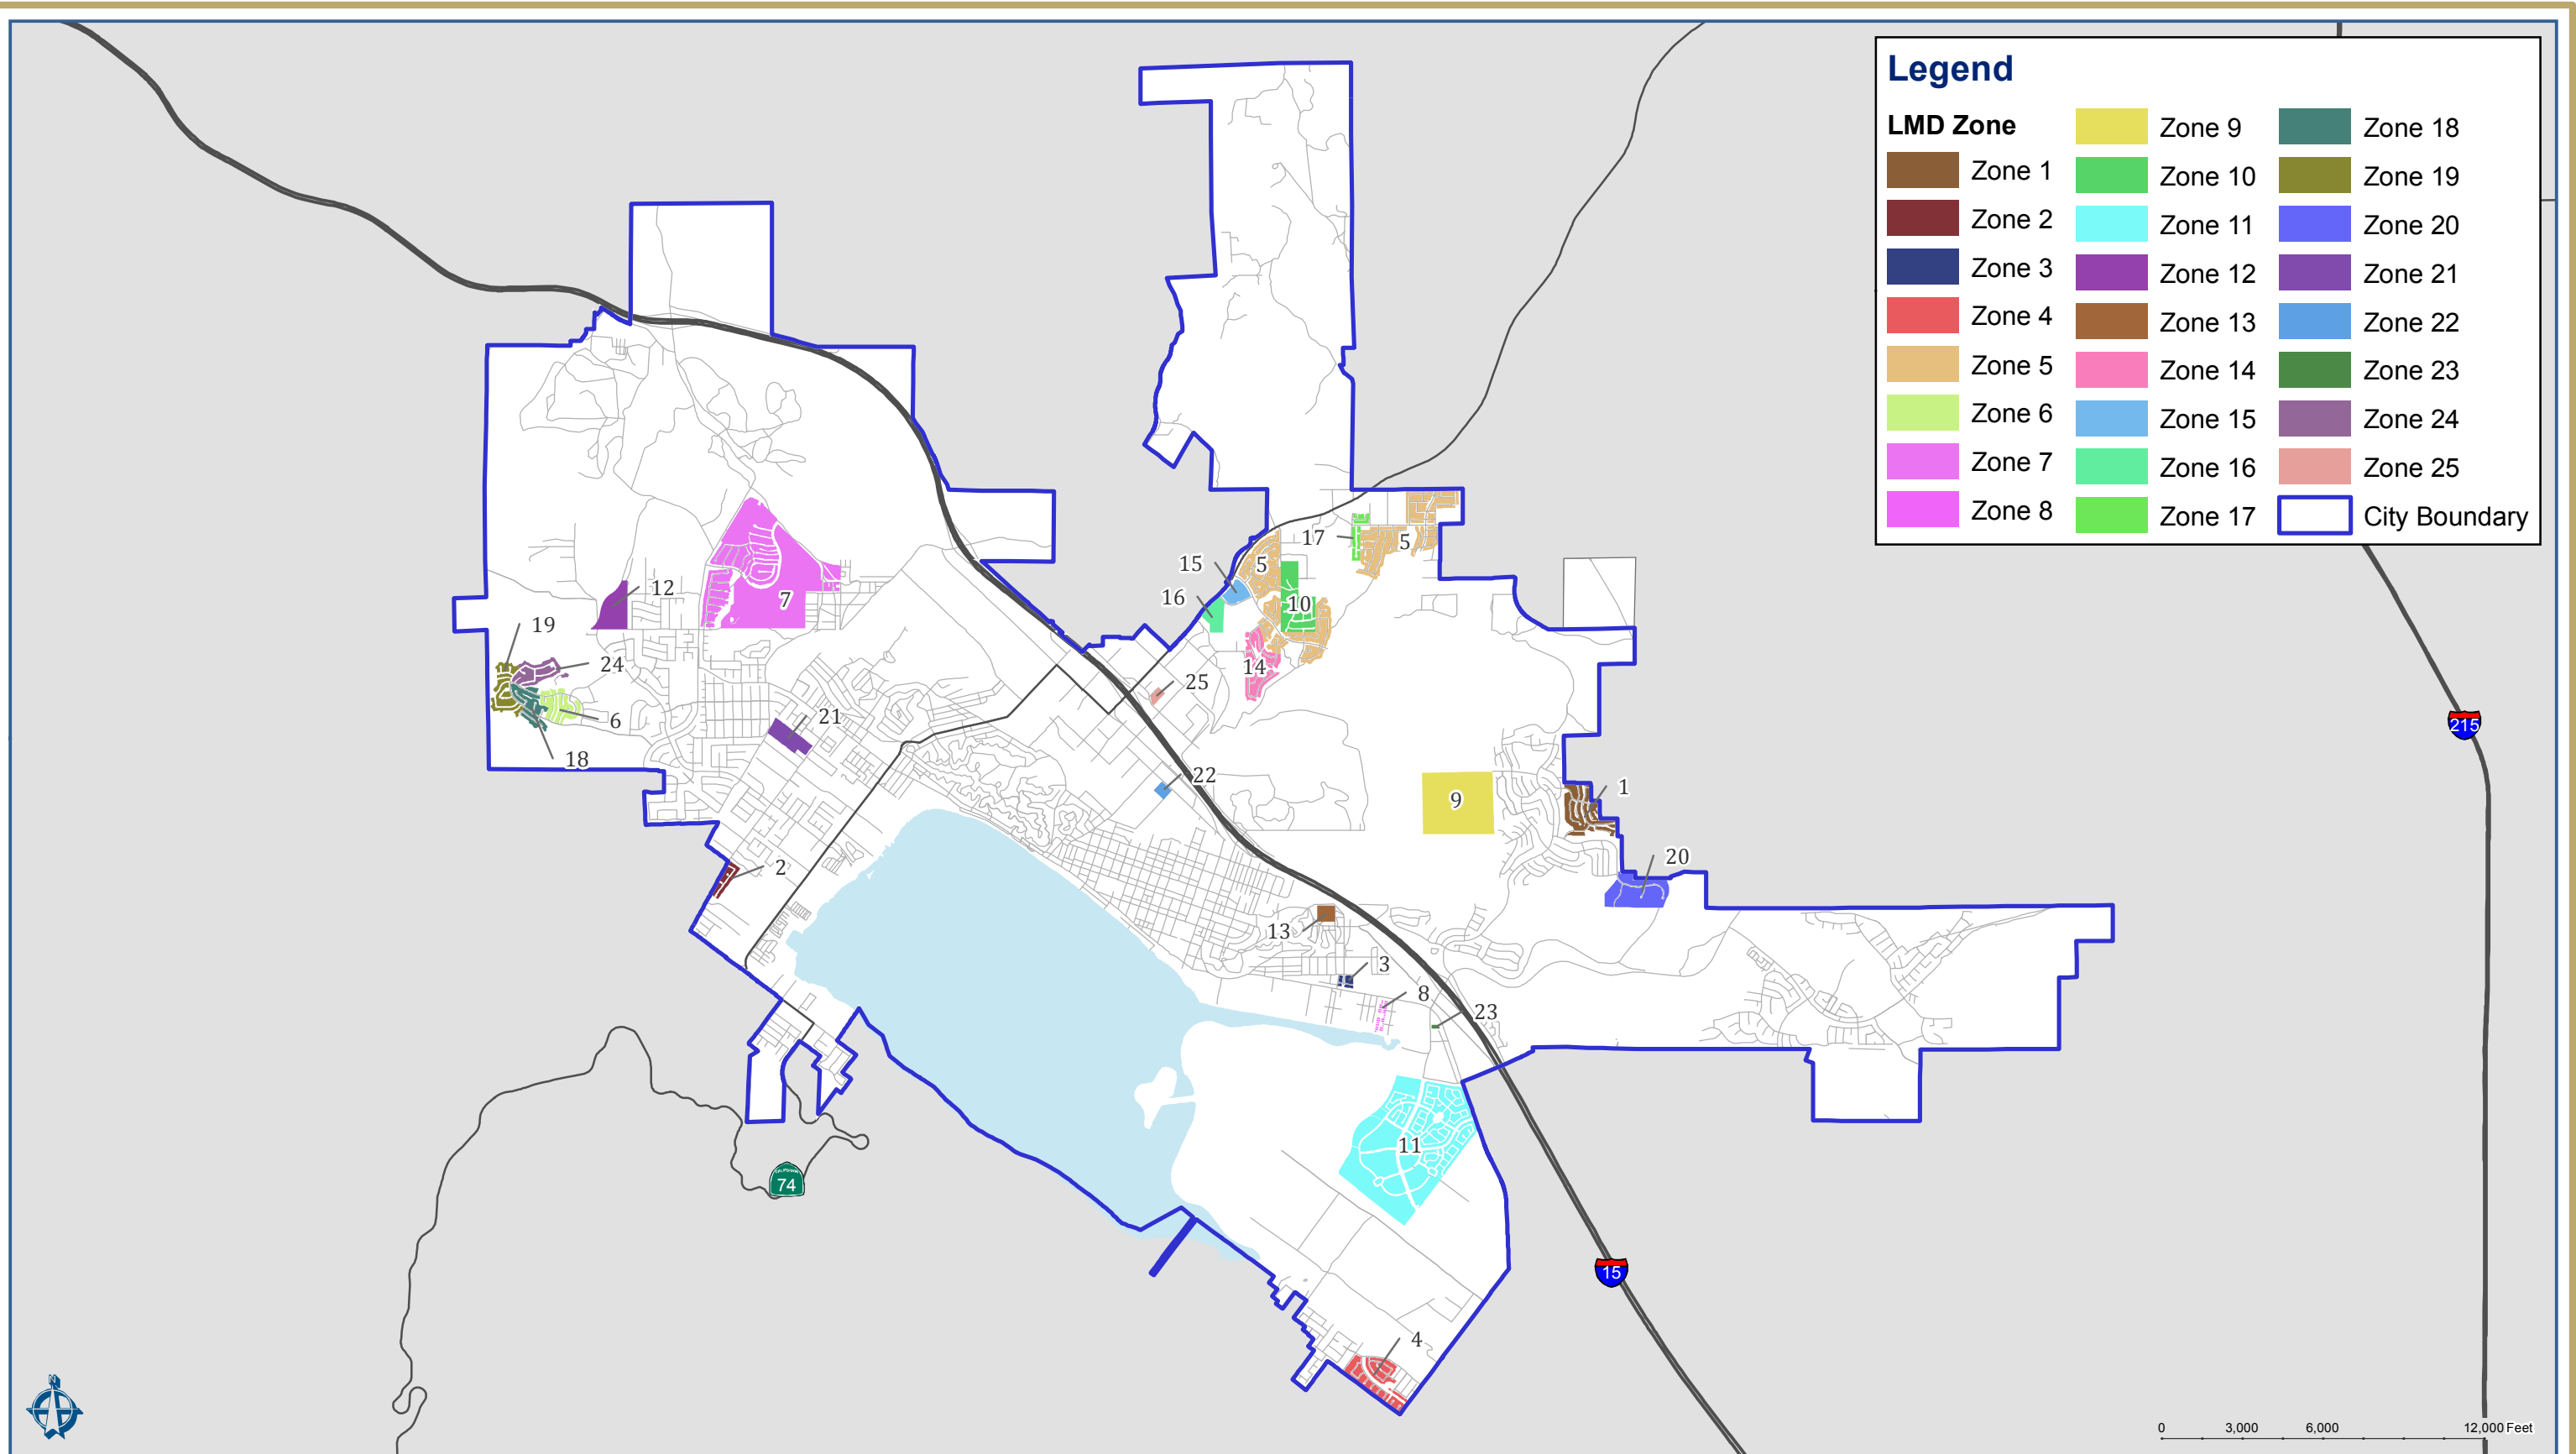 Legend
LMD Zone
Zone 1
Zone 2
Zone 3
Zone 4
Zone 5
Zone 6
Zone 7
Zone 8
Zone 9
Zone 10
Zone 11
Zone 12
Zone 13
Zone 14
Zone 15
Zone 16
Zone 17
Zone 18
Zone 19
Zone 20
Zone 21
Zone 22
Zone 23
Zone 24
Zone 25
City Boundary
17
5
15
5
12
16
7
10
19
24
14
25
6
21
215
18
22
1
9
20
2
13
3
8
23
11
74
15
4
N
0 3,000 6,000 12,000 Feet